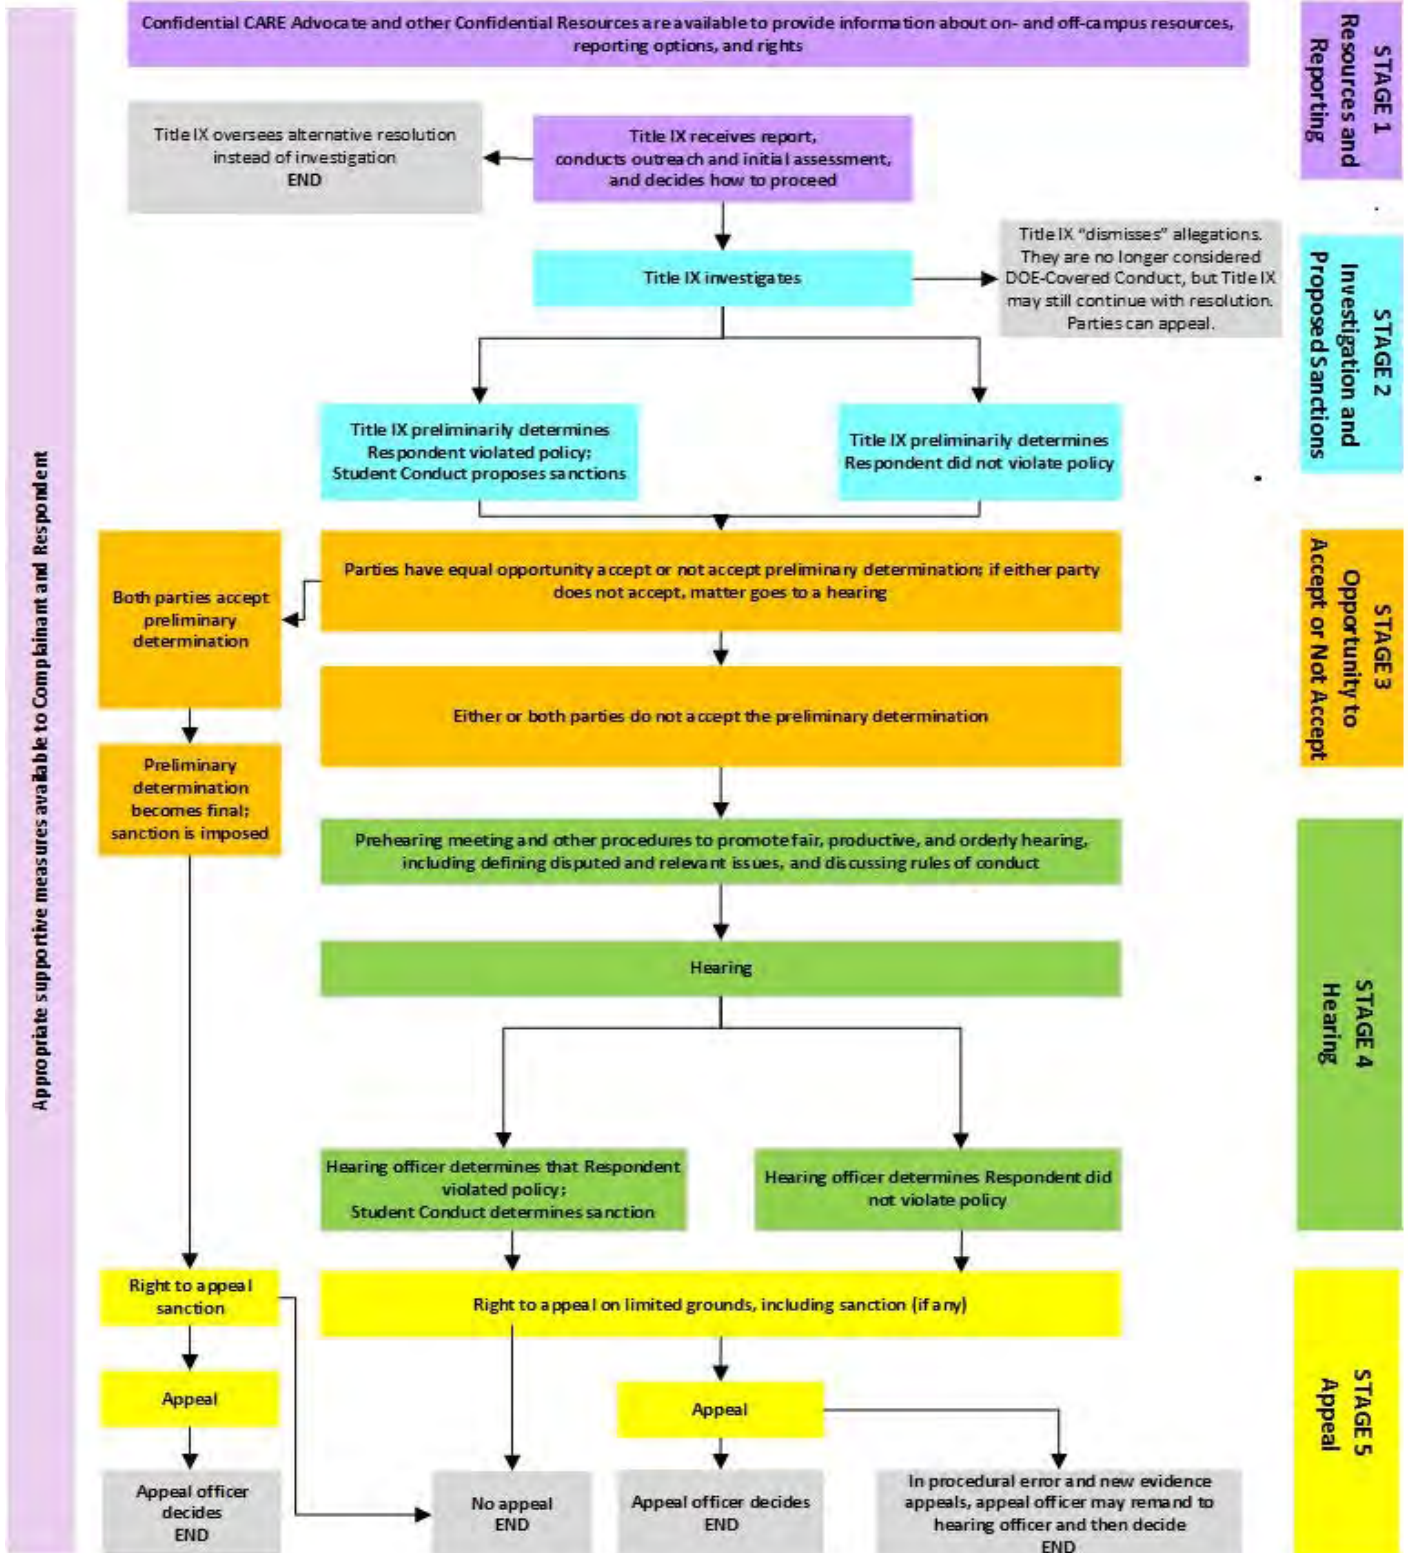 Confidential CARE Advocate and other Confidential Resources are available to provide information about on- and off-campus resources,
reporting options, and rights
STAGE 1
Resources and
Reporting
Title IX oversees alternative resolution
instead of investigation
END
Title IX receives report,
conducts outreach and initial assessment,
and decides how to proceed
Title IX investigates
Title IX "dismisses" allegations.
They are no longer considered
DOE-Covered Conduct, but Title IX
may still continue with resolution.
Parties can appeal.
STAGE 2
Investigation and
Proposed Sanctions
Title IX preliminarily determines
Respondent violated policy;
Student Conduct proposes sanctions
Title IX preliminarily determines
Respondent did not violate policy
Appropriate supportive measures available to Complainant and Respondent
Both parties accept
preliminary
determination
Parties have equal opportunity accept or not accept preliminary determination; if either party
does not accept, matter goes to a hearing
STAGE 3
Opportunity to
Accept or Not Accept
Either or both parties do not accept the preliminary determination
Preliminary
determination
becomes final;
sanction is imposed
Prehearing meeting and other procedures to promote fair, productive, and orderly hearing,
including defining disputed and relevant issues, and discussing rules of conduct
Hearing
STAGE 4
Hearing
Hearing officer determines that Respondent
violated policy;
Student Conduct determines sanction
Hearing officer determines Respondent did
not violate policy
Right to appeal
sanction
Right to appeal on limited grounds, including sanction (if any)
STAGE 5
Appeal
Appeal
Appeal
Appeal officer
decides
END
No appeal
END
Appeal officer decides
END
In procedural error and new evidence
appeals, appeal officer may remand to
hearing officer and then decide
END